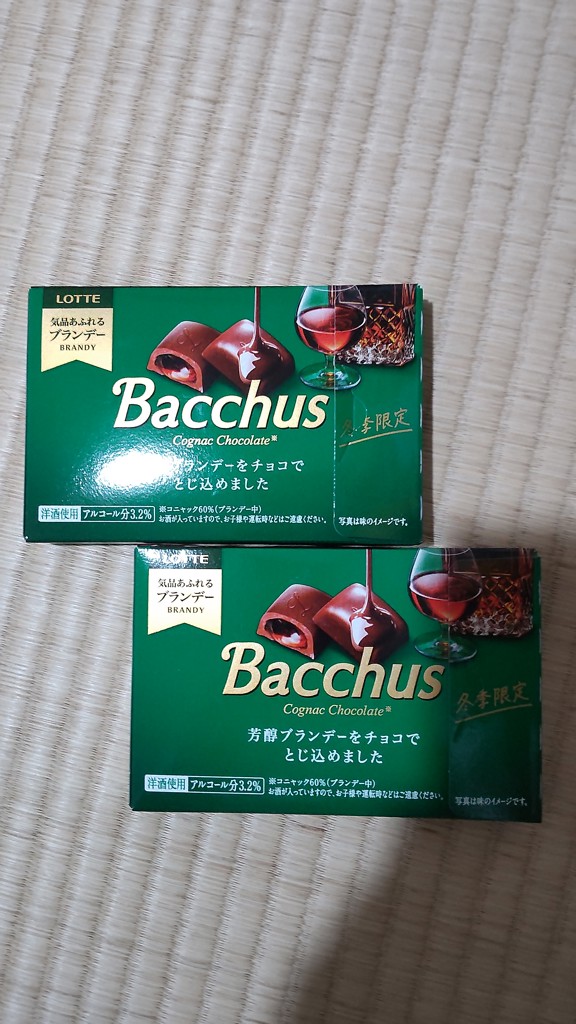 LOTTE
気品あふれる
ブランデー
BRANDY
Bacchus
Cognac Chocolate※
冬季限定
ランデーをチョコで
とじ込めました
洋酒使用 アルコール分3.2%
※コニャック60%(ブランデー中)
お酒が入っていますので、お子様や運転時などはご遠慮ください。
写真は味のイメージです。
LOTTE
気品あふれる
ブランデー
BRANDY
Bacchus
Cognac Chocolate※
冬季限定
芳醇ブランデーをチョコで
とじ込めました
洋酒使用 アルコール分3.2%
※コニャック60%(ブランデー中)
お酒が入っていますので、お子様や運転時などはご遠慮ください。
写真は味のイメージです。